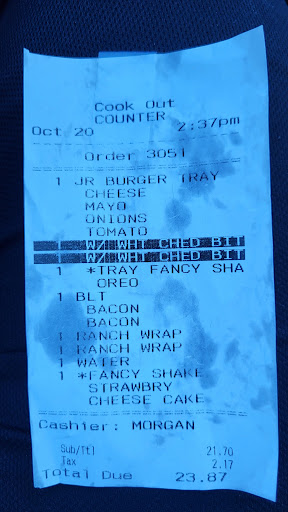 Cook Out
COUNTER
Oct 20 2:37pm
Order 3051
1 JR BURGER TRAY
CHEESE
MAYO
ONIONS
TOMATO
1 W/ WHT CHED BIT
1 W/ WHT CHED BIT
1 *TRAY FANCY SHA
OREO
1 BLT
BACON
BACON
1 RANCH WRAP
1 RANCH WRAP
1 WATER
1 *FANCY SHAKE
STRAWBRY
CHEESE CAKE
Cashier: MORGAN
Sub/Ttl 21.70
Tax 2.17
Total Due 23.87